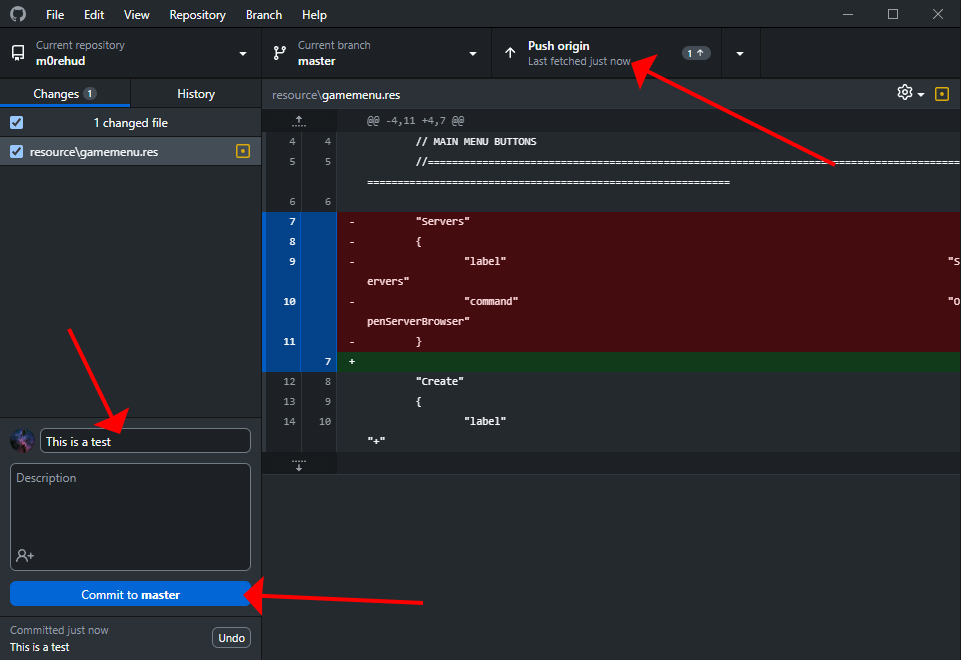 File Edit View Repository Branch Help
Current repository
m0rehud
Current branch
master
Push origin
Last fetched just now
1
Changes 1
History
1 changed file
resource\gamemenu.res
resource\gamemenu.res
@@ -4,11 +4,7 @@
4 4 // MAIN MENU BUTTONS
5 5 //==========================================================================================
============================================================
6 6
7 - "Servers"
8 - {
9 - "label" "S
ervers"
10 - "command" "O
penServerBrowser"
11 - }
7 +
12 8 "Create"
13 9 {
14 10 "label"
"+"
This is a test
Description
Commit to master
Committed just now
This is a test
Undo